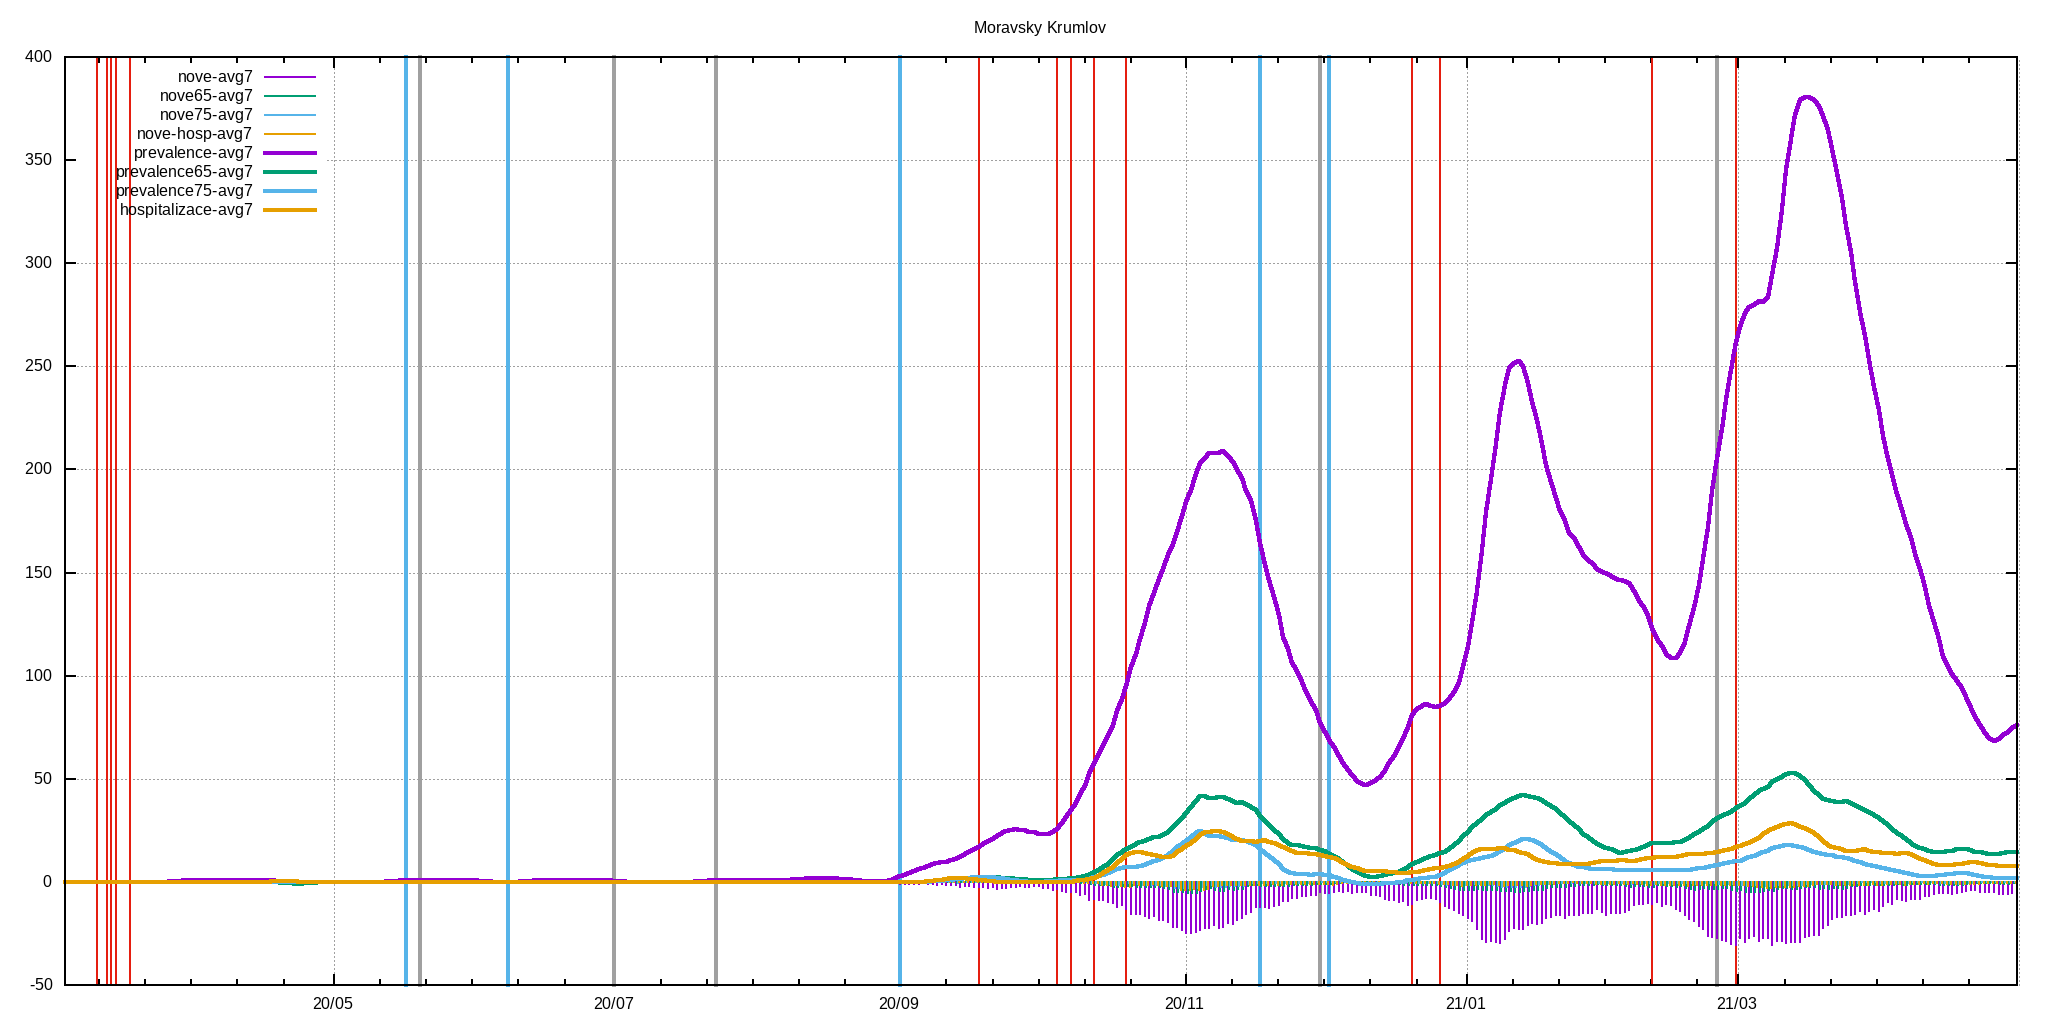 Moravsky Krumlov
400
350
300
250
200
150
100
50
0
-50
nove-avg7
nove65-avg7
nove75-avg7
nove-hosp-avg7
prevalence-avg7
prevalence65-avg7
prevalence75-avg7
hospitalizace-avg7
20/05
20/07
20/09
20/11
21/01
21/03